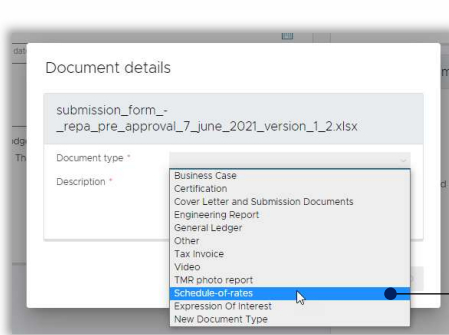 Document details
submission_form_-
_repa_pre_approval_7_june_2021_version_1_2.xlsx
Document type *
Description *
Business Case
Certification
Cover Letter and Submission Documents
Engineering Report
General Ledger
Other
Tax Invoice
Video
TMR photo report
Schedule-of-rates
Expression Of Interest
New Document Type